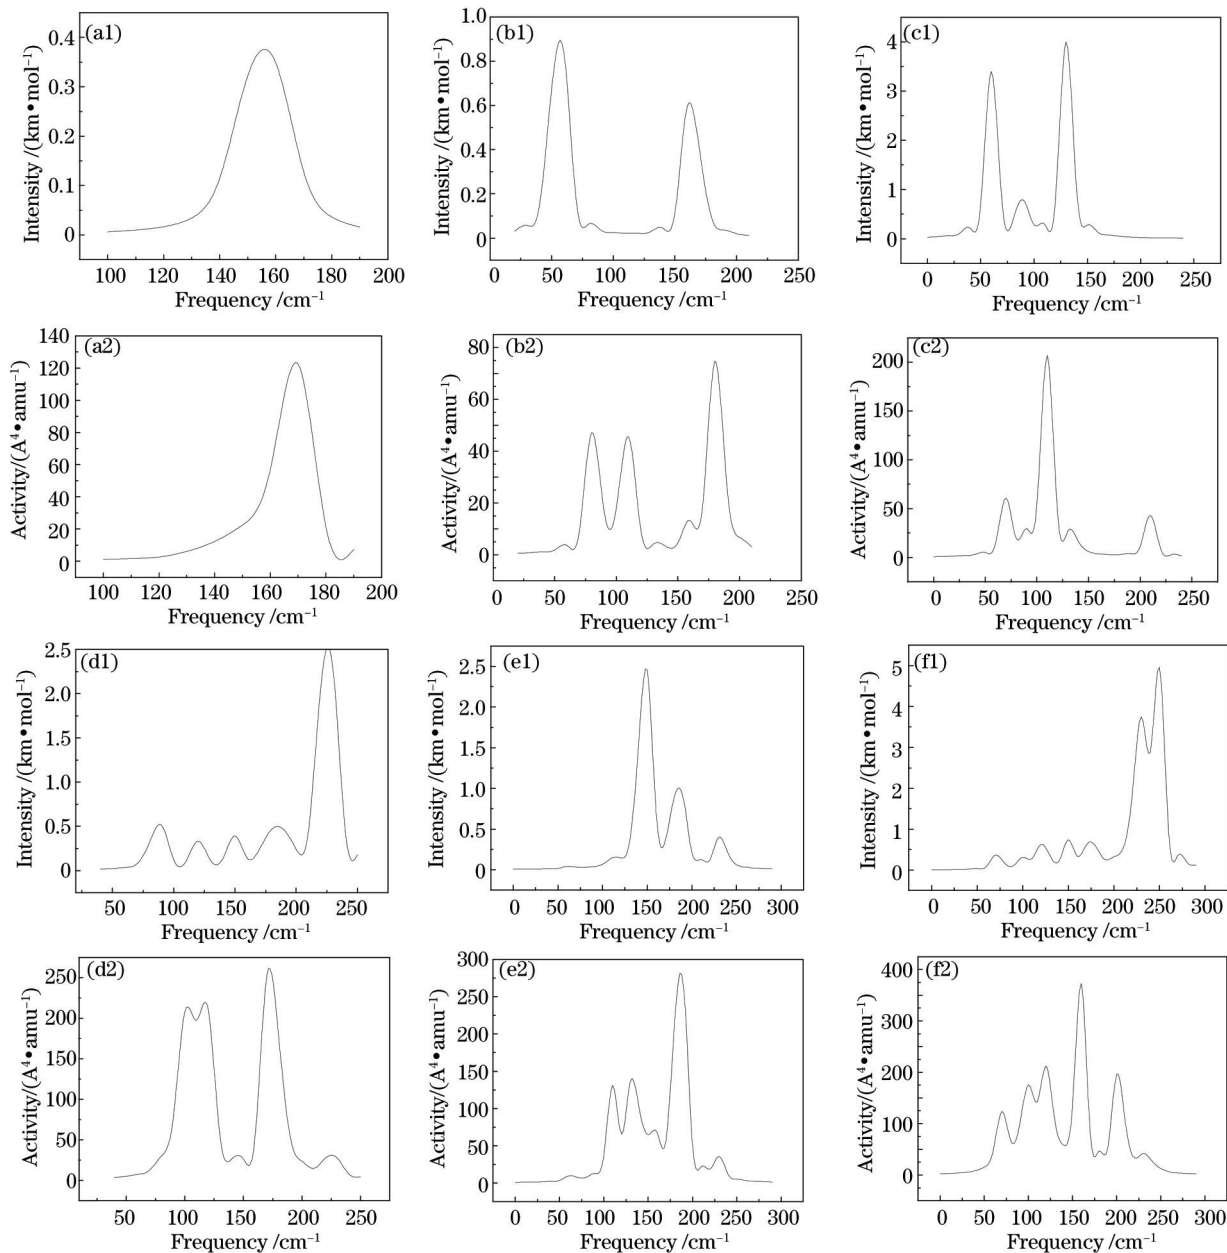 (a1)
Intensity /(km•mol⁻¹)
0.4
0.3
0.2
0.1
0
100 120 140 160 180 200
Frequency /cm⁻¹
(b1)
Intensity /(km•mol⁻¹)
1.0
0.8
0.6
0.4
0.2
0
0 50 100 150 200 250
Frequency /cm⁻¹
(c1)
Intensity /(km•mol⁻¹)
4
3
2
1
0
0 50 100 150 200 250
Frequency /cm⁻¹
(a2)
Activity/(A⁴•amu⁻¹)
140
120
100
80
60
40
20
0
100 120 140 160 180 200
Frequency /cm⁻¹
(b2)
Activity/(A⁴•amu⁻¹)
80
60
40
20
0
0 50 100 150 200 250
Frequency /cm⁻¹
(c2)
Activity/(A⁴•amu⁻¹)
200
150
100
50
0
0 50 100 150 200 250
Frequency /cm⁻¹
(d1)
Intensity /(km•mol⁻¹)
2.5
2.0
1.5
1.0
0.5
0
50 100 150 200 250
Frequency /cm⁻¹
(e1)
Intensity /(km•mol⁻¹)
2.5
2.0
1.5
1.0
0.5
0
0 50 100 150 200 250 300
Frequency /cm⁻¹
(f1)
Intensity /(km•mol⁻¹)
5
4
3
2
1
0
0 50 100 150 200 250 300
Frequency /cm⁻¹
(d2)
Activity/(A⁴•amu⁻¹)
250
200
150
100
50
0
50 100 150 200 250
Frequency /cm⁻¹
(e2)
Activity/(A⁴•amu⁻¹)
300
250
200
150
100
50
0
0 50 100 150 200 250 300
Frequency /cm⁻¹
(f2)
Activity/(A⁴•amu⁻¹)
400
300
200
100
0
0 50 100 150 200 250 300
Frequency /cm⁻¹